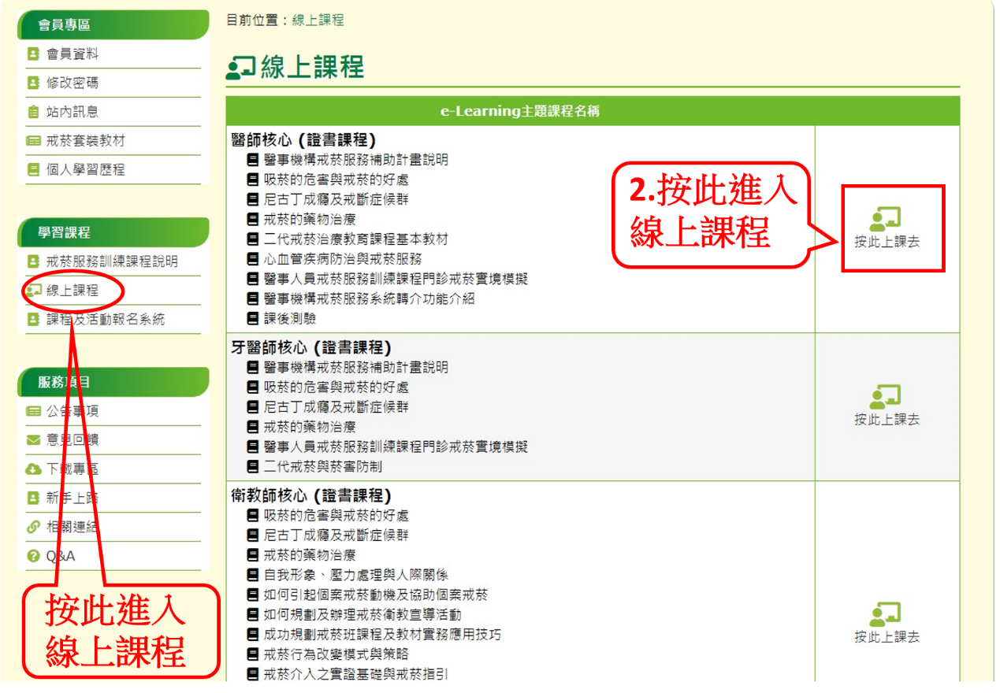 會員專區
會員資料
修改密碼
站內訊息
戒菸套裝教材
個人學習歷程
學習課程
戒菸服務訓練課程說明
線上課程
課程及活動報名系統
服務項目
公告事項
意見回饋
下載專區
新手上路
相關連結
Q&A
按此進入
線上課程
目前位置：線上課程
線上課程
e-Learning主題課程名稱
醫師核心 (證書課程)
醫事機構戒菸服務補助計畫說明
吸菸的危害與戒菸的好處
尼古丁成癮及戒斷症候群
戒菸的藥物治療
二代戒菸治療教育課程基本教材
心血管疾病防治與戒菸服務
醫事人員戒菸服務訓練課程門診戒菸實境模擬
醫事機構戒菸服務系統轉介功能介紹
課後測驗
2.按此進入
線上課程
按此上課去
牙醫師核心 (證書課程)
醫事機構戒菸服務補助計畫說明
吸菸的危害與戒菸的好處
尼古丁成癮及戒斷症候群
戒菸的藥物治療
醫事人員戒菸服務訓練課程門診戒菸實境模擬
二代戒菸與菸害防制
按此上課去
衛教師核心 (證書課程)
吸菸的危害與戒菸的好處
尼古丁成癮及戒斷症候群
戒菸的藥物治療
自我形象、壓力處理與人際關係
如何引起個案戒菸動機及協助個案戒菸
如何規劃及辦理戒菸衛教宣導活動
成功規劃戒菸班課程及教材實務應用技巧
戒菸行為改變模式與策略
戒菸介入之實證基礎與戒菸指引
按此上課去